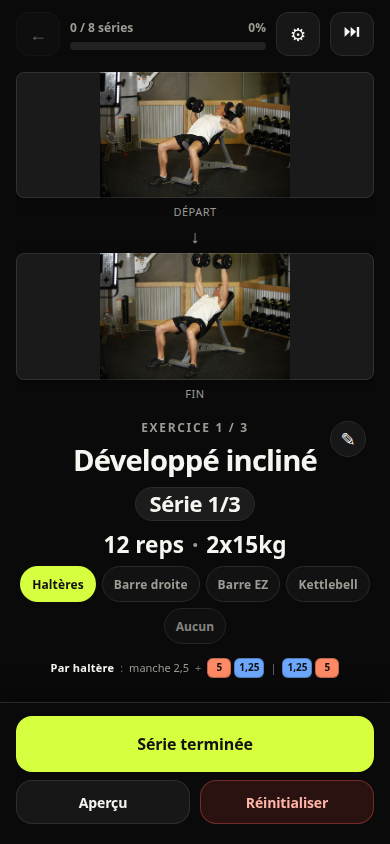 ←
0 / 8 séries
0%
DÉPART
↓
FIN
EXERCICE 1 / 3
Développé incliné
Série 1/3
12 reps · 2x15kg
Haltères
Barre droite
Barre EZ
Kettlebell
Aucun
Par haltère : manche 2,5 + 5 1,25 | 1,25 5
Série terminée
Aperçu
Réinitialiser